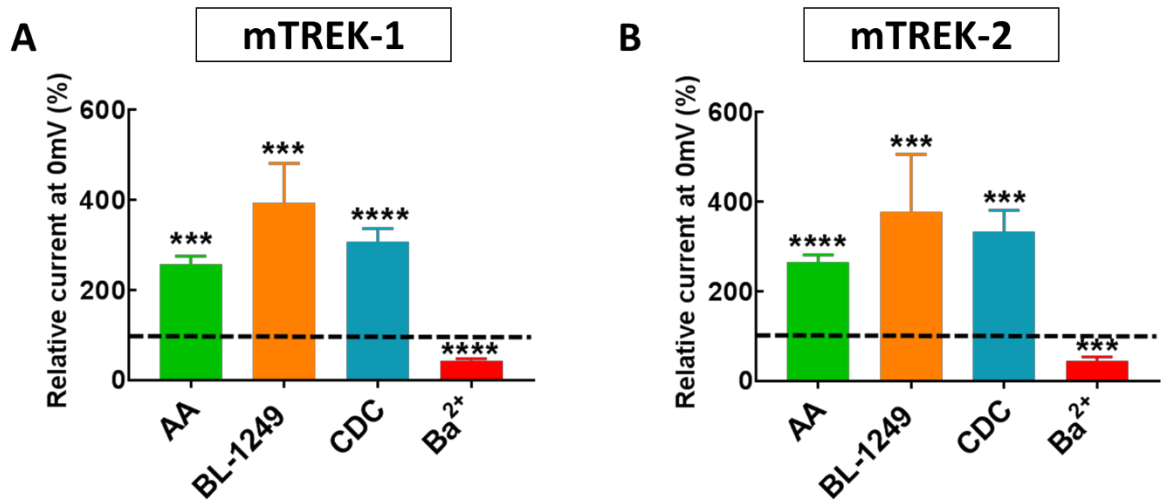 A
mTREK-1
Relative current at 0mV (%)
600
400
200
0
***
***
****
****
AA
BL-1249
CDC
Ba²⁺
B
mTREK-2
Relative current at 0mV (%)
600
400
200
0
****
***
***
***
AA
BL-1249
CDC
Ba²⁺